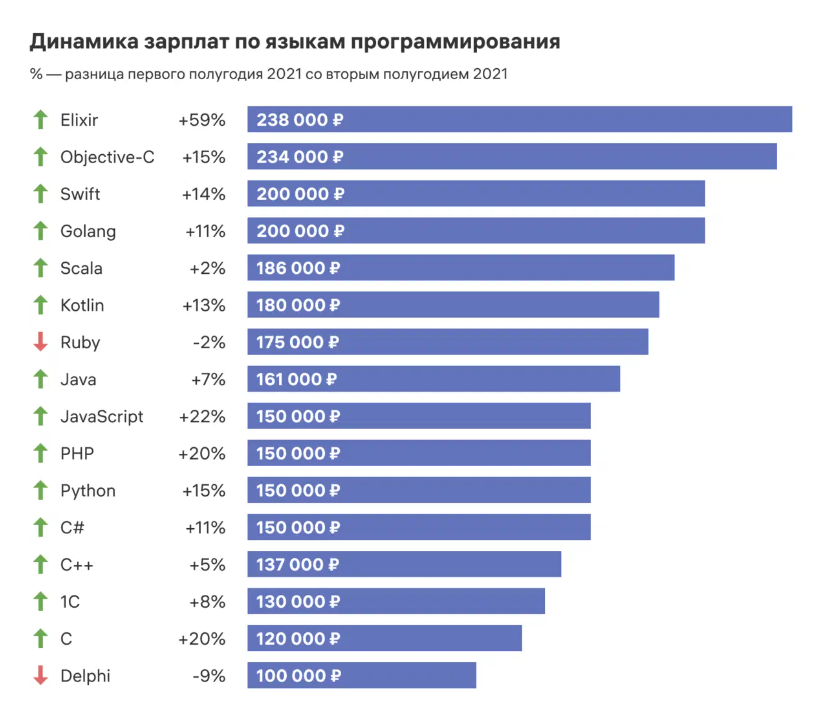 Динамика зарплат по языкам программирования
% — разница первого полугодия 2021 со вторым полугодием 2021
Elixir +59% 238 000 ₽
Objective-C +15% 234 000 ₽
Swift +14% 200 000 ₽
Golang +11% 200 000 ₽
Scala +2% 186 000 ₽
Kotlin +13% 180 000 ₽
Ruby -2% 175 000 ₽
Java +7% 161 000 ₽
JavaScript +22% 150 000 ₽
PHP +20% 150 000 ₽
Python +15% 150 000 ₽
C# +11% 150 000 ₽
C++ +5% 137 000 ₽
1C +8% 130 000 ₽
C +20% 120 000 ₽
Delphi -9% 100 000 ₽